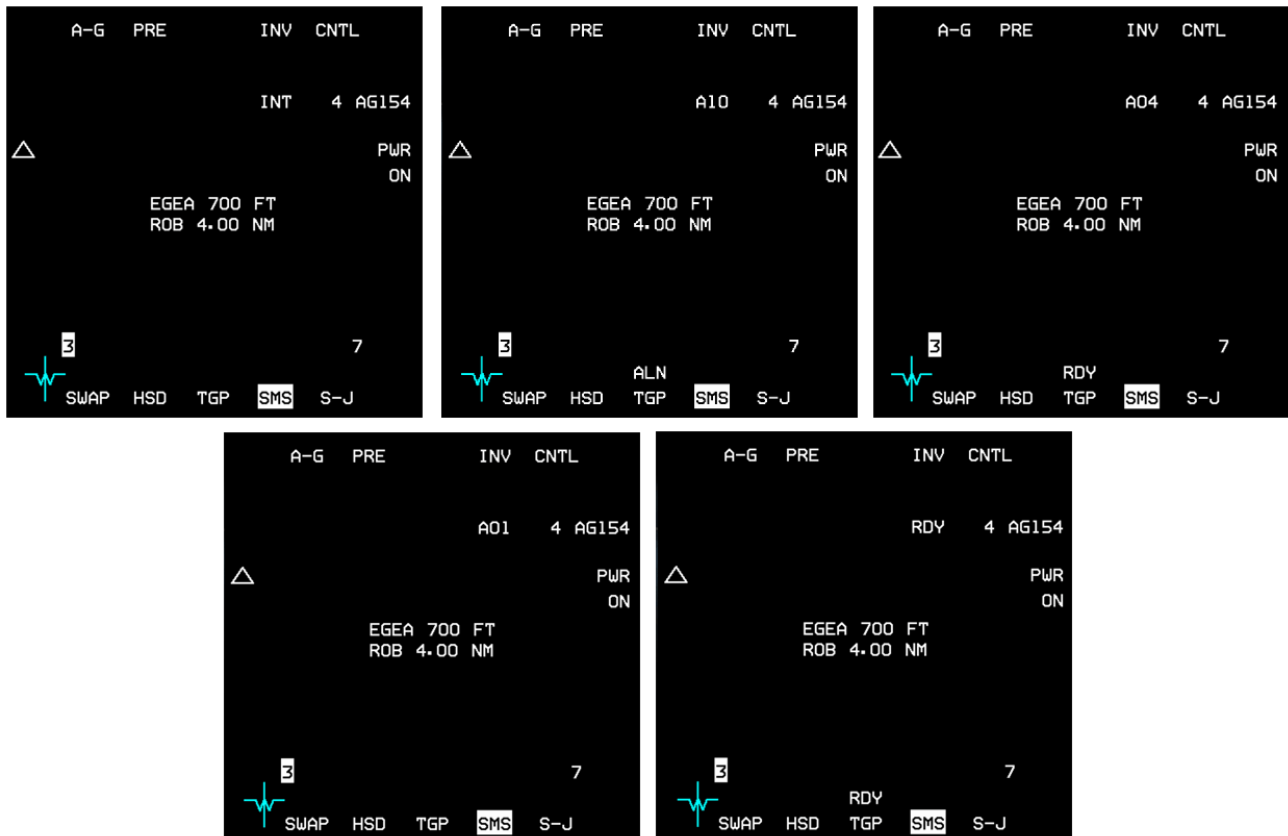 A-G PRE INV CNTL
INT 4 AG154
PWR
ON
EGEA 700 FT
ROB 4.00 NM
3 7
SWAP HSD TGP SMS S-J
A-G PRE INV CNTL
A10 4 AG154
PWR
ON
EGEA 700 FT
ROB 4.00 NM
3 7
ALN
SWAP HSD TGP SMS S-J
A-G PRE INV CNTL
A04 4 AG154
PWR
ON
EGEA 700 FT
ROB 4.00 NM
3 7
RDY
SWAP HSD TGP SMS S-J
A-G PRE INV CNTL
A01 4 AG154
PWR
ON
EGEA 700 FT
ROB 4.00 NM
3 7
SWAP HSD TGP SMS S-J
A-G PRE INV CNTL
RDY 4 AG154
PWR
ON
EGEA 700 FT
ROB 4.00 NM
3 7
RDY
SWAP HSD TGP SMS S-J